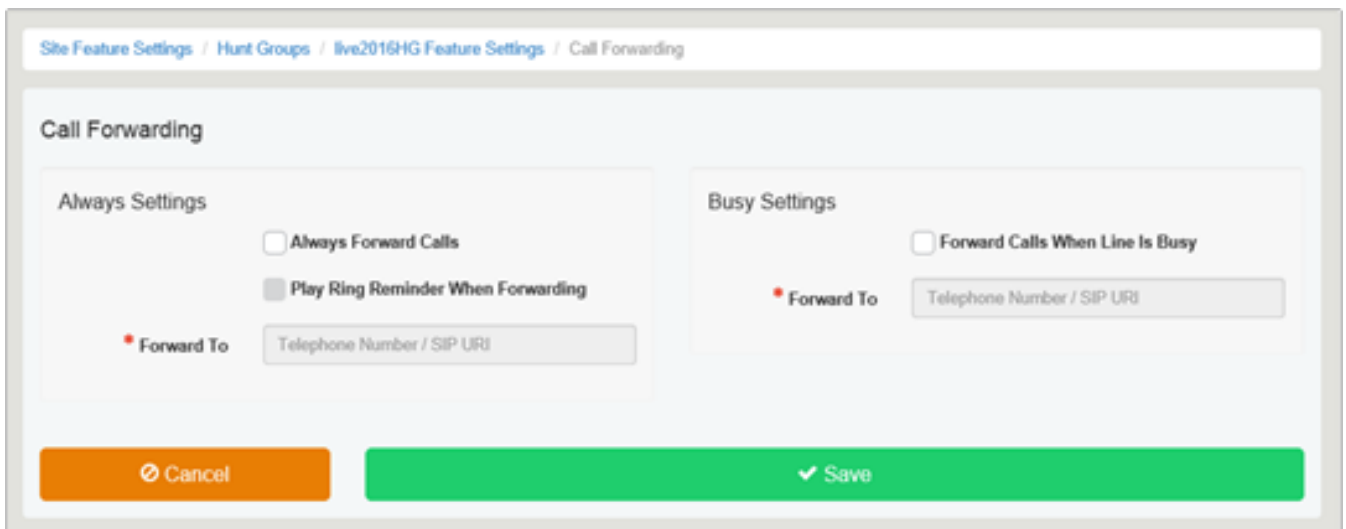 Site Feature Settings / Hunt Groups / live2016HG Feature Settings / Call Forwarding
Call Forwarding
Always Settings
Always Forward Calls
Play Ring Reminder When Forwarding
* Forward To Telephone Number / SIP URI
Busy Settings
Forward Calls When Line Is Busy
* Forward To Telephone Number / SIP URI
Cancel
Save